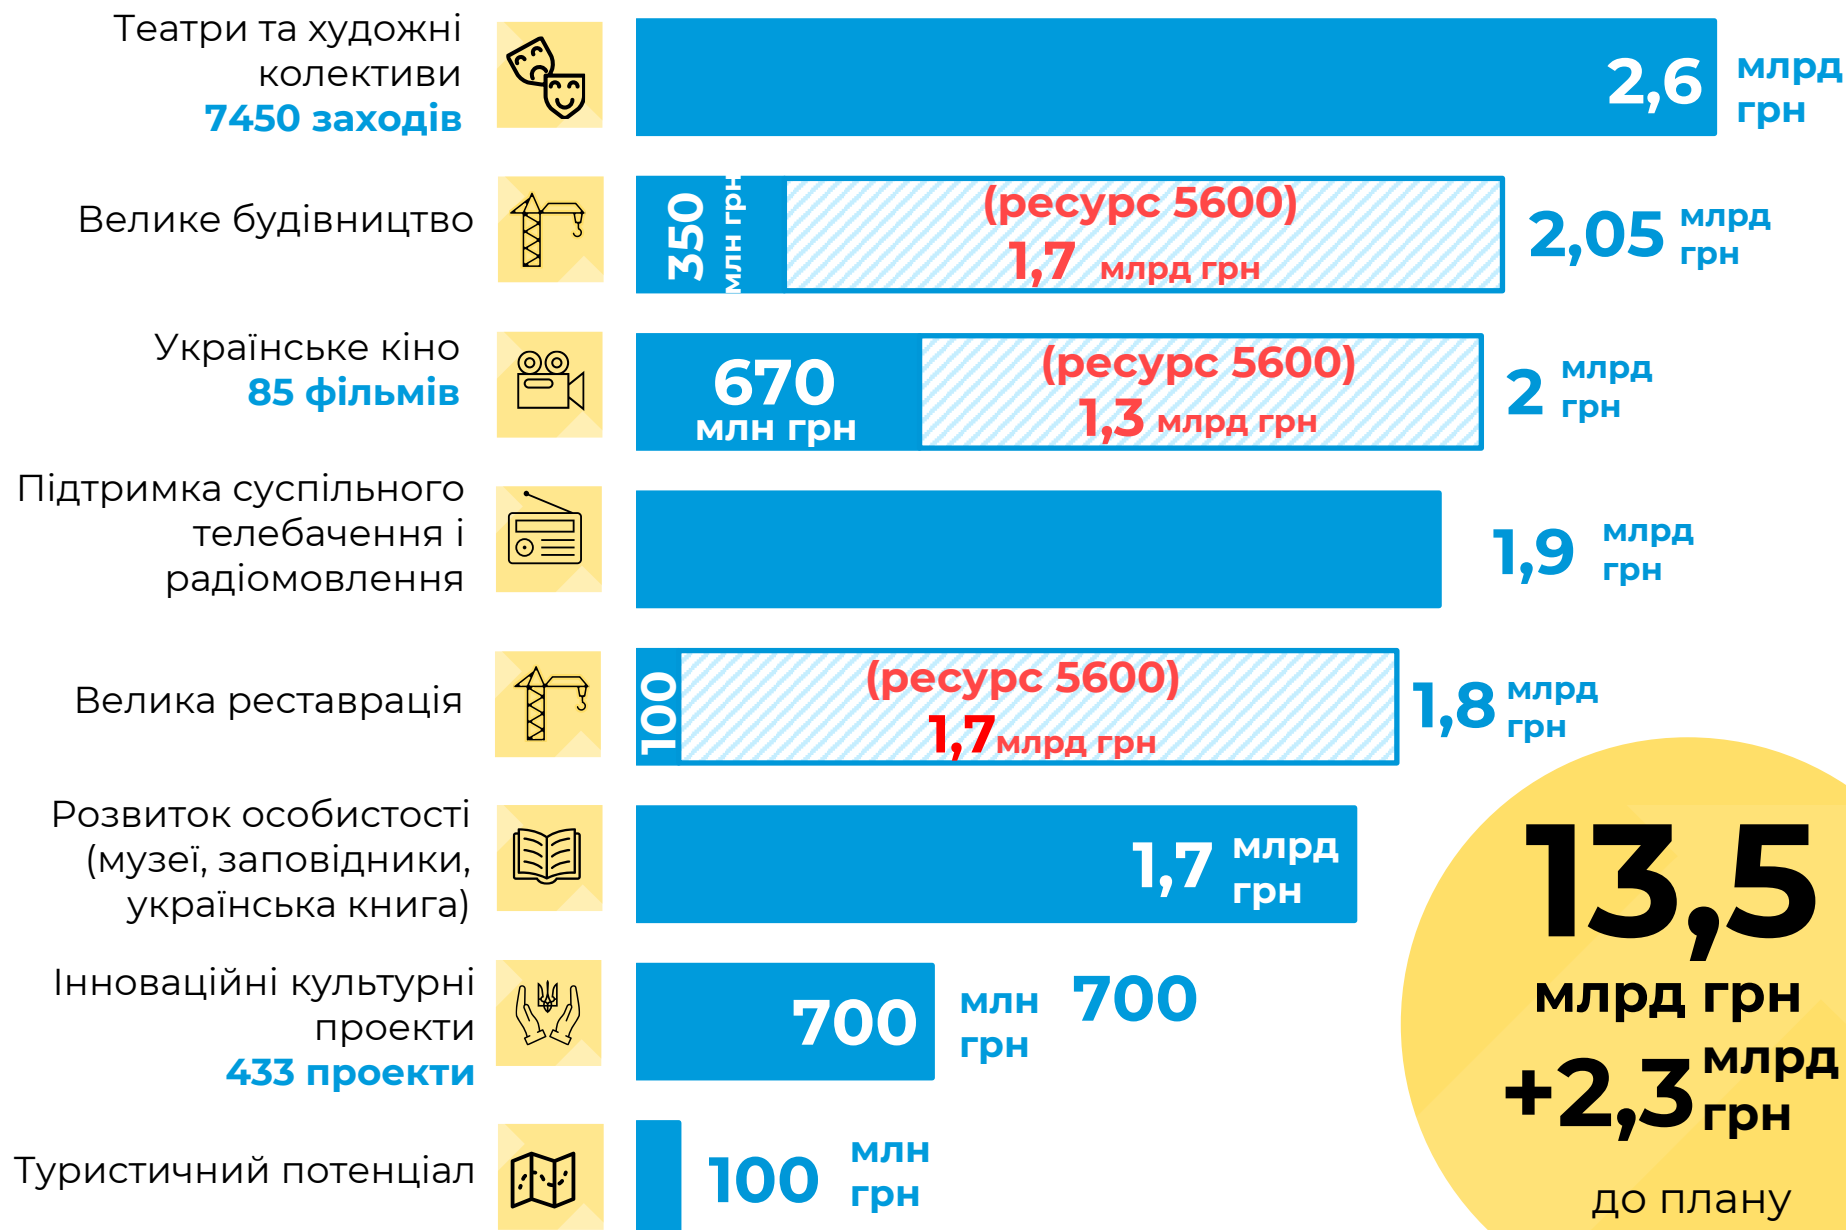 Театри та художні
колективи
7450 заходів
2,6
млрд
грн
Велике будівництво
350
млн грн
(ресурс 5600)
1,7 млрд грн
2,05
млрд
грн
Українське кіно
85 фільмів
670
млн грн
(ресурс 5600)
1,3 млрд грн
2
млрд
грн
Підтримка суспільного
телебачення і
радіомовлення
1,9
млрд
грн
Велика реставрація
100
(ресурс 5600)
1,7млрд грн
1,8
млрд
грн
Розвиток особистості
(музеї, заповідники,
українська книга)
1,7
млрд
грн
Інноваційні культурні
проекти
433 проекти
700
млн
грн
700
Туристичний потенціал
100
млн
грн
13,5
млрд грн
+2,3
млрд
грн
до плану